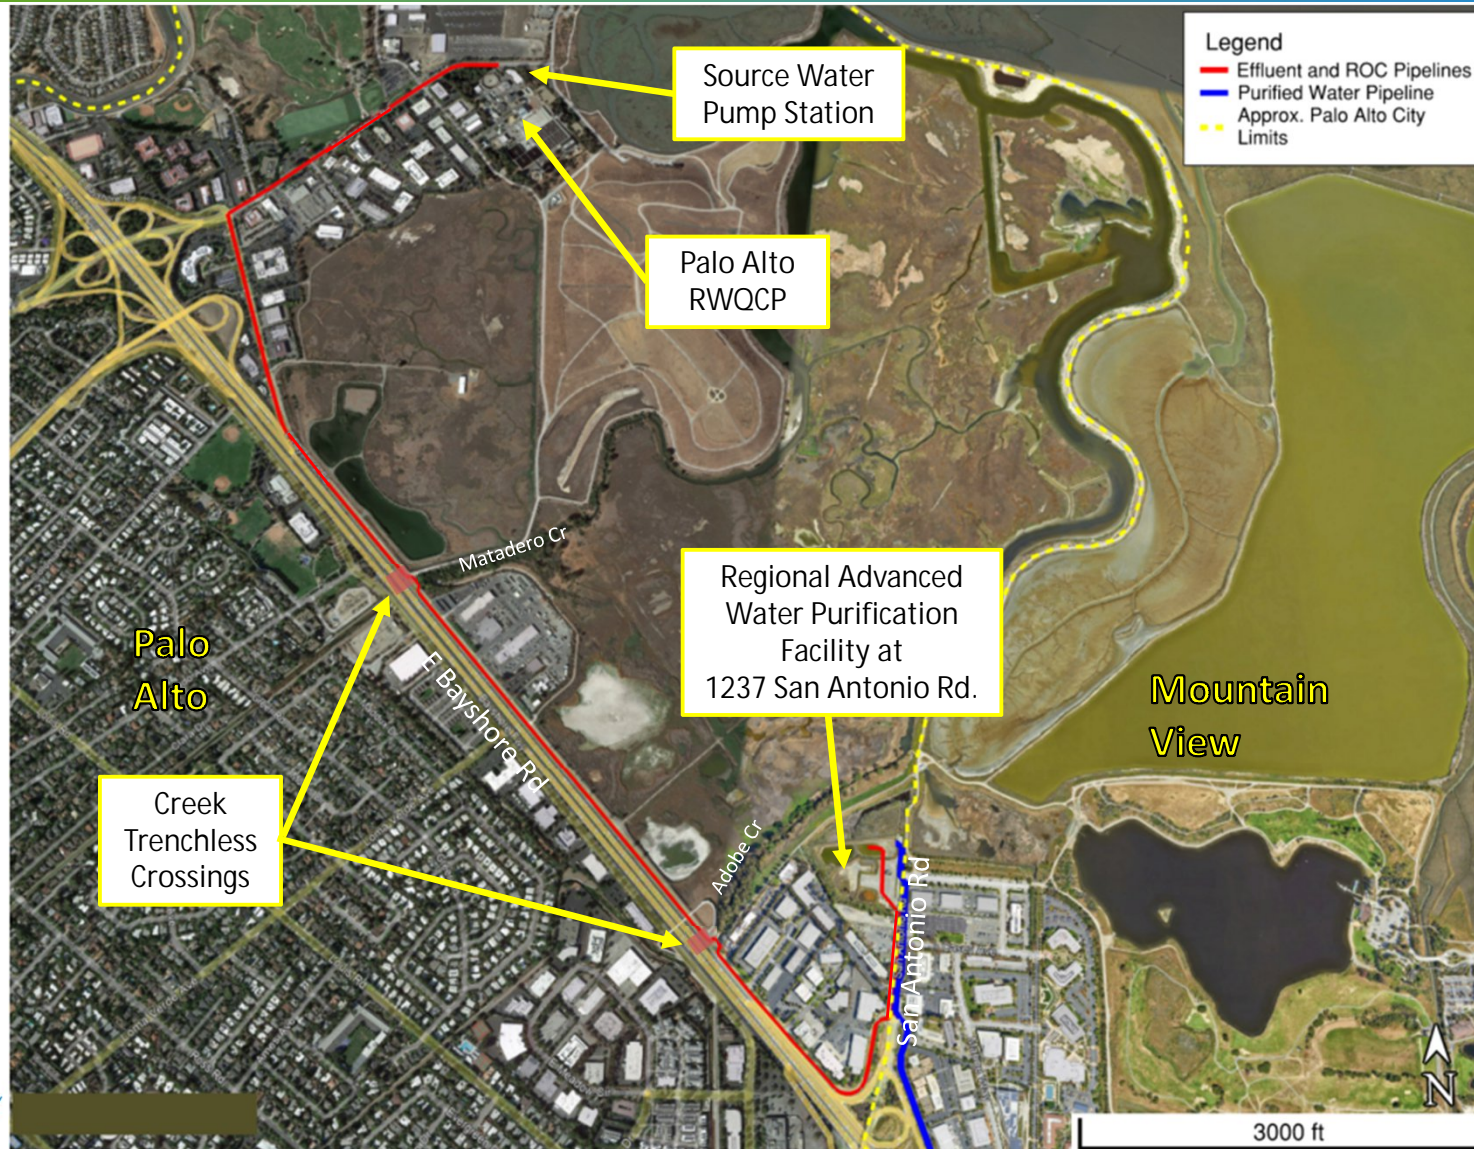 Legend
Effluent and ROC Pipelines
Purified Water Pipeline
Approx. Palo Alto City
Limits
Source Water
Pump Station
Palo Alto
RWQCP
Matadero Cr
Regional Advanced
Water Purification
Facility at
1237 San Antonio Rd.
Palo
Alto
E Bayshore Rd
Mountain
View
Creek
Trenchless
Crossings
Adobe Cr
San Antonio Rd
N
3000 ft